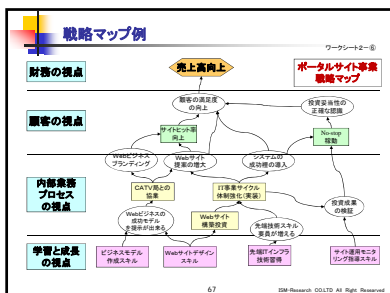 戦略マップ例
ワークシート2－⑥
財務の視点
売上高向上
ポータルサイト事業
戦略マップ
顧客の満足度
の向上
投資妥当性の
正確な認識
顧客の視点
サイトヒット率
向上
No-stop
稼動
Webビジネス
ブランディング
Webサイト
提案の増大
システムの
成功裡の導入
内部業務
プロセス
の視点
CATV局との
協業
IT事業サイクル
体制強化(実装)
Webビジネスの
成功モデル
を提示が出来る
Webサイト
構築投資
先端技術スキル
要員が増える
投資成果
の検証
学習と成長
の視点
ビジネスモデル
作成スキル
Webサイトデザイン
スキル
先端ITインフラ
技術習得
サイト運用モニタ
リング指導スキル
67
JSM-Research CO.LTD All Right Reserved